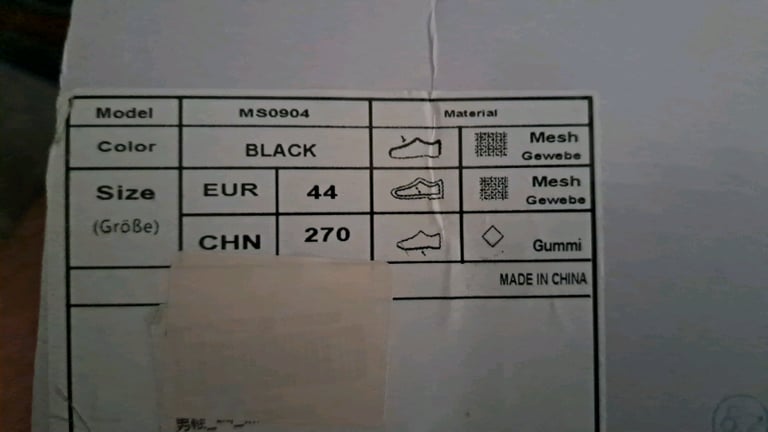 Model MS0904 Material
Color BLACK Mesh
Gewebe
Size EUR 44 Mesh
Gewebe
(Größe)
CHN 270 Gummi
MADE IN CHINA